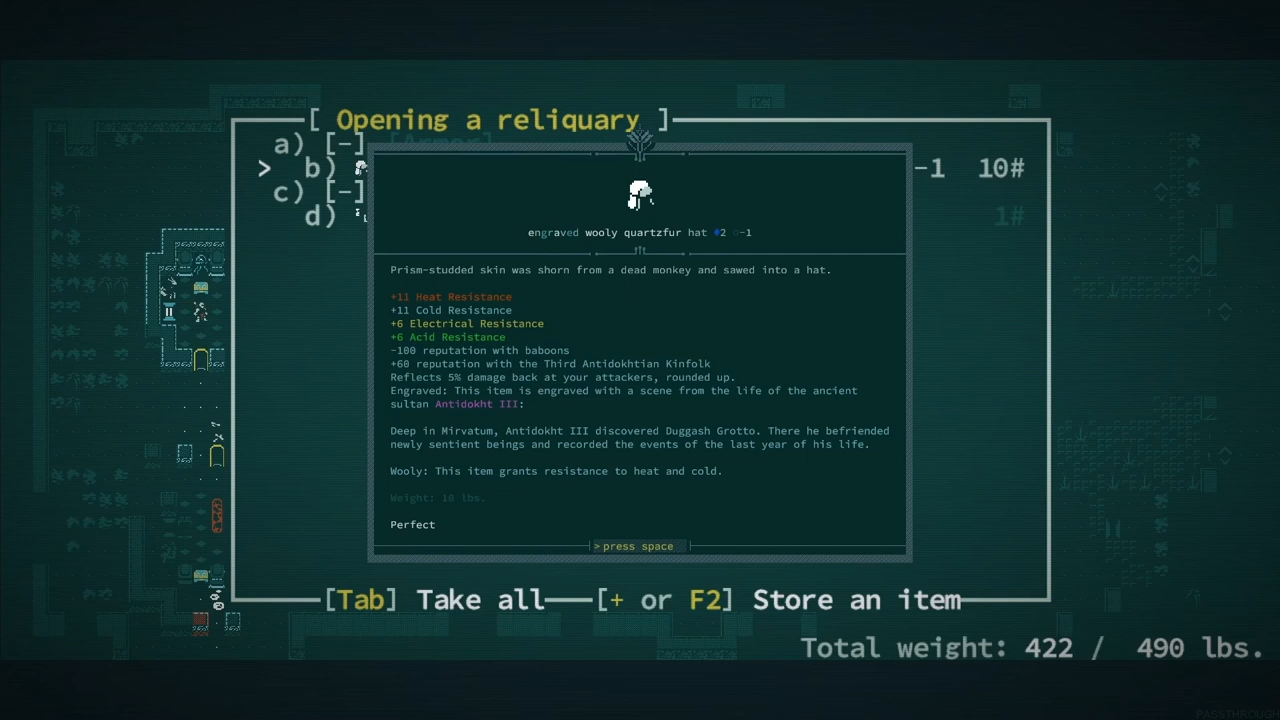 [ Opening a reliquary ]
a) [-] [Armor]
> b) -1 10#
c) [-]
d) 1#
engraved wooly quartzfur hat ♦2 ○-1
Prism-studded skin was shorn from a dead monkey and sawed into a hat.
+11 Heat Resistance
+11 Cold Resistance
+6 Electrical Resistance
+6 Acid Resistance
-100 reputation with baboons
+60 reputation with the Third Antidokhtian Kinfolk
Reflects 5% damage back at your attackers, rounded up.
Engraved: This item is engraved with a scene from the life of the ancient
sultan Antidokht III:
Deep in Mirvatum, Antidokht III discovered Duggash Grotto. There he befriended
newly sentient beings and recorded the events of the last year of his life.
Wooly: This item grants resistance to heat and cold.
Weight: 10 lbs.
Perfect
> press space
[Tab] Take all [+ or F2] Store an item
Total weight: 422 / 490 lbs.
PASSTHROUGH